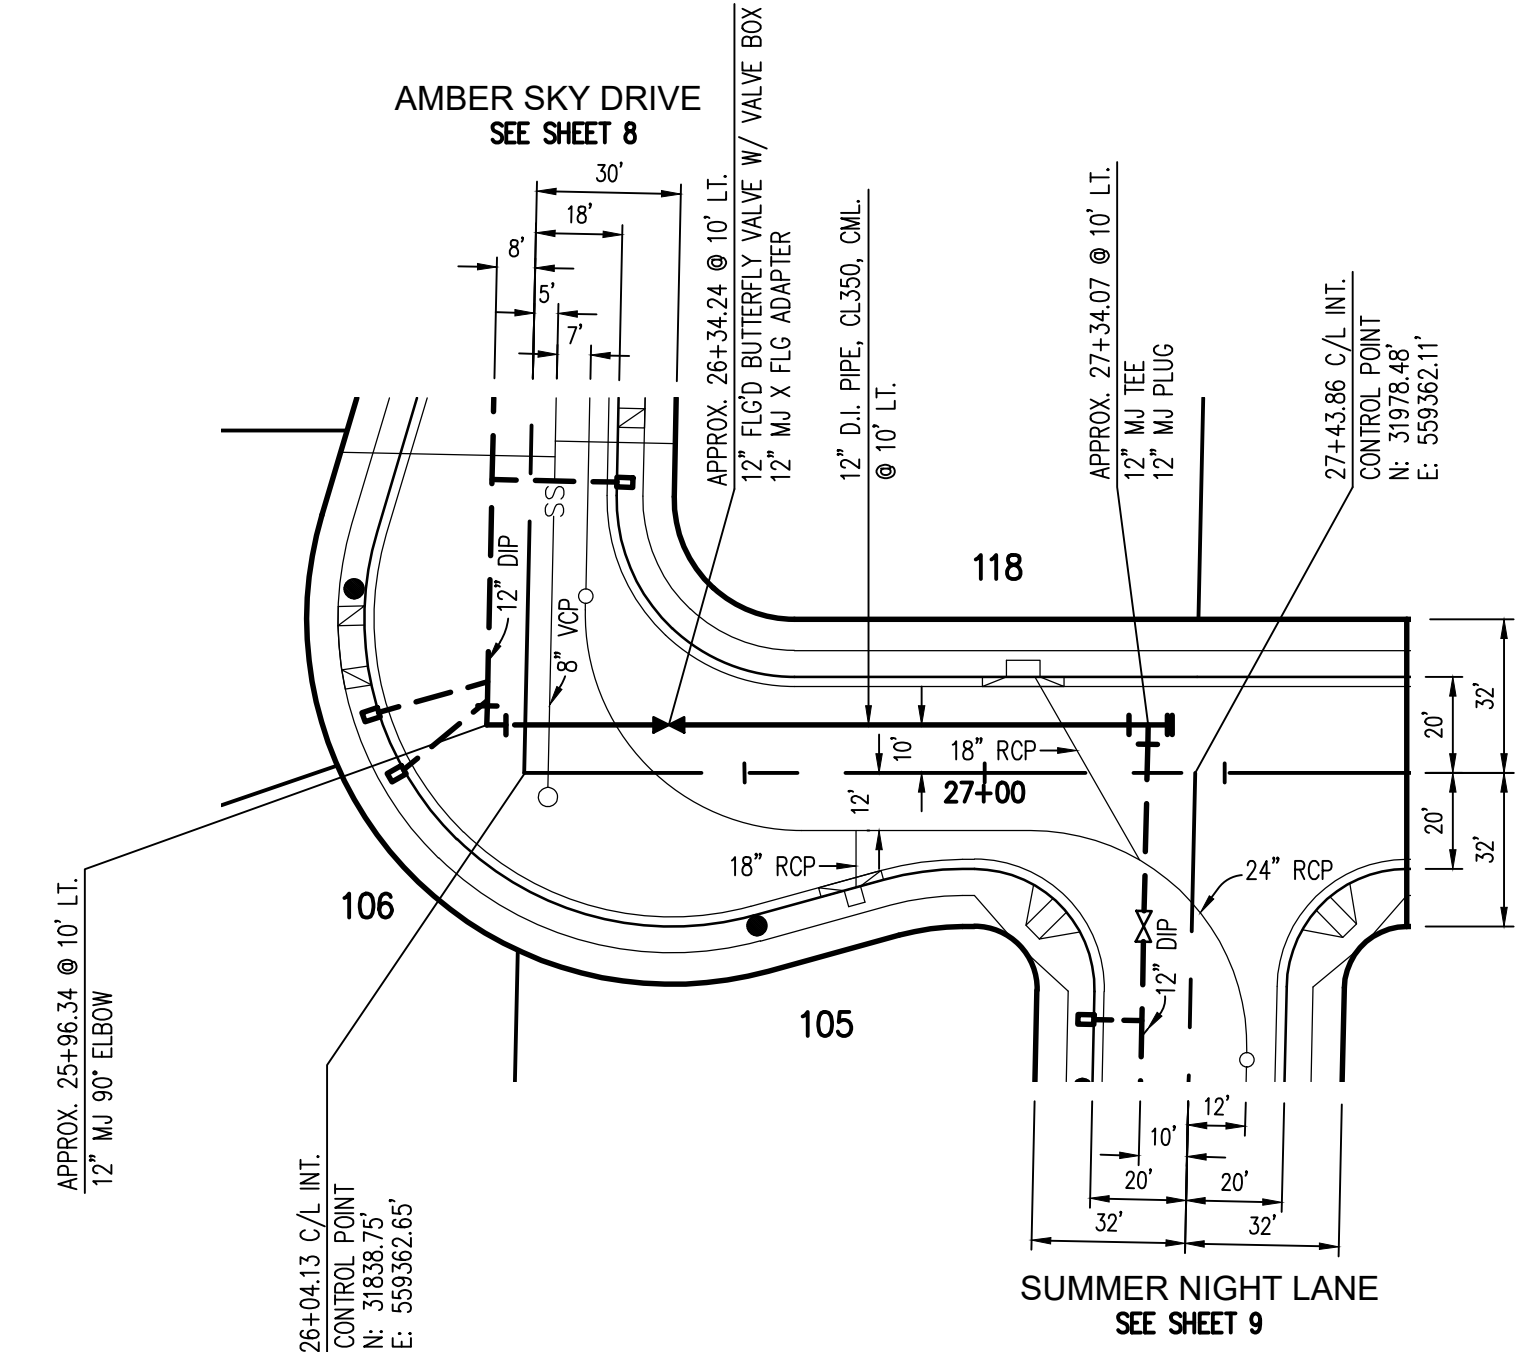 AMBER SKY DRIVE
SEE SHEET 8
30'
18'
8'
5'
7'
APPROX. 26+34.24 @ 10' LT.
12" FLG'D BUTTERFLY VALVE W/ VALVE BOX
12" MJ X FLG ADAPTER
12" D.I. PIPE, CL350, CML.
@ 10' LT.
APPROX. 27+34.07 @ 10' LT.
12" MJ TEE
12" MJ PLUG
27+43.86 C/L INT.
CONTROL POINT
N: 31978.48'
E: 559362.11'
SS
12" DIP
8" VCP
118
10'
18" RCP
27+00
12'
18" RCP
24" RCP
20'
32'
20'
32'
106
105
12" DIP
APPROX. 25+96.34 @ 10' LT.
12" MJ 90° ELBOW
26+04.13 C/L INT.
CONTROL POINT
N: 31838.75'
E: 559362.65'
12'
10'
20'
20'
32'
32'
SUMMER NIGHT LANE
SEE SHEET 9